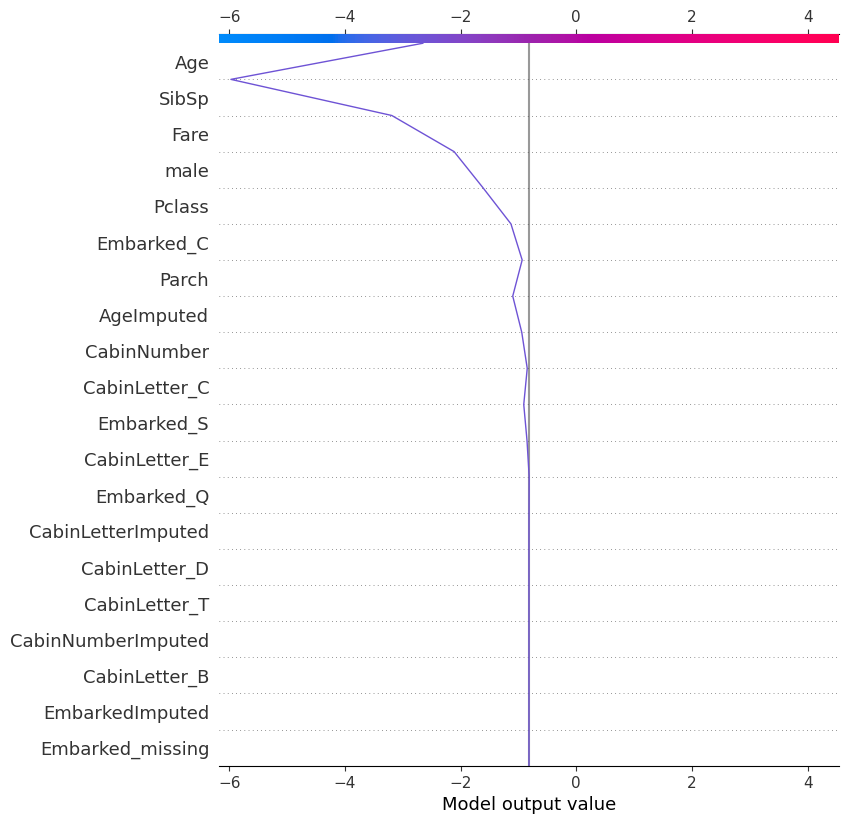 −6 −4 −2 0 2 4
Age
SibSp
Fare
male
Pclass
Embarked_C
Parch
AgeImputed
CabinNumber
CabinLetter_C
Embarked_S
CabinLetter_E
Embarked_Q
CabinLetterImputed
CabinLetter_D
CabinLetter_T
CabinNumberImputed
CabinLetter_B
EmbarkedImputed
Embarked_missing
−6 −4 −2 0 2 4
Model output value